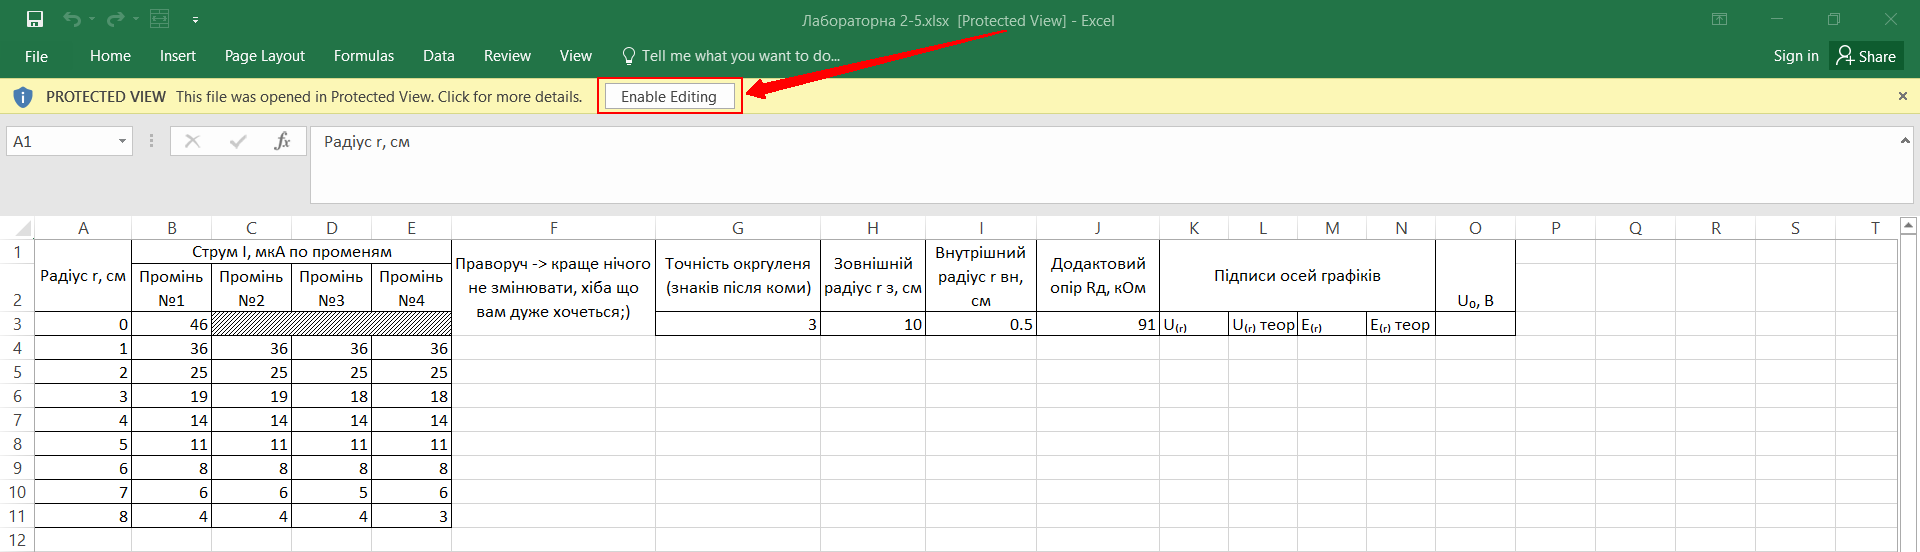 Лабораторна 2-5.xlsx [Protected View] - Excel
File Home Insert Page Layout Formulas Data Review View Tell me what you want to do... Sign in Share
PROTECTED VIEW This file was opened in Protected View. Click for more details. Enable Editing
A1 fx Радіус r, см
A B C D E F G H I J K L M N O P Q R S T
1
2
Радіус r, см
Струм I, мкА по променям
Промінь №1
Промінь №2
Промінь №3
Промінь №4
Праворуч -> краще нічого
не змінювати, хіба що
вам дуже хочеться;)
Точність окргуленя
(знаків після коми)
Зовнішній
радіус r з, см
Внутрішний
радіус r вн,
см
Додактовий
опір Rд, кОм
Підписи осей графіків
U₀, В
3 0 46 3 10 0.5 91 U₍ᵣ₎ U₍ᵣ₎ теор E₍ᵣ₎ E₍ᵣ₎ теор
4 1 36 36 36 36
5 2 25 25 25 25
6 3 19 19 18 18
7 4 14 14 14 14
8 5 11 11 11 11
9 6 8 8 8 8
10 7 6 6 5 6
11 8 4 4 4 3
12